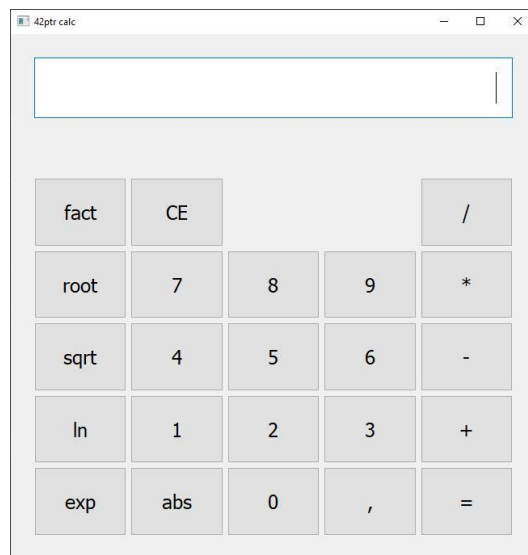 42ptr calc
fact CE /
root 7 8 9 *
sqrt 4 5 6 -
ln 1 2 3 +
exp abs 0 , =